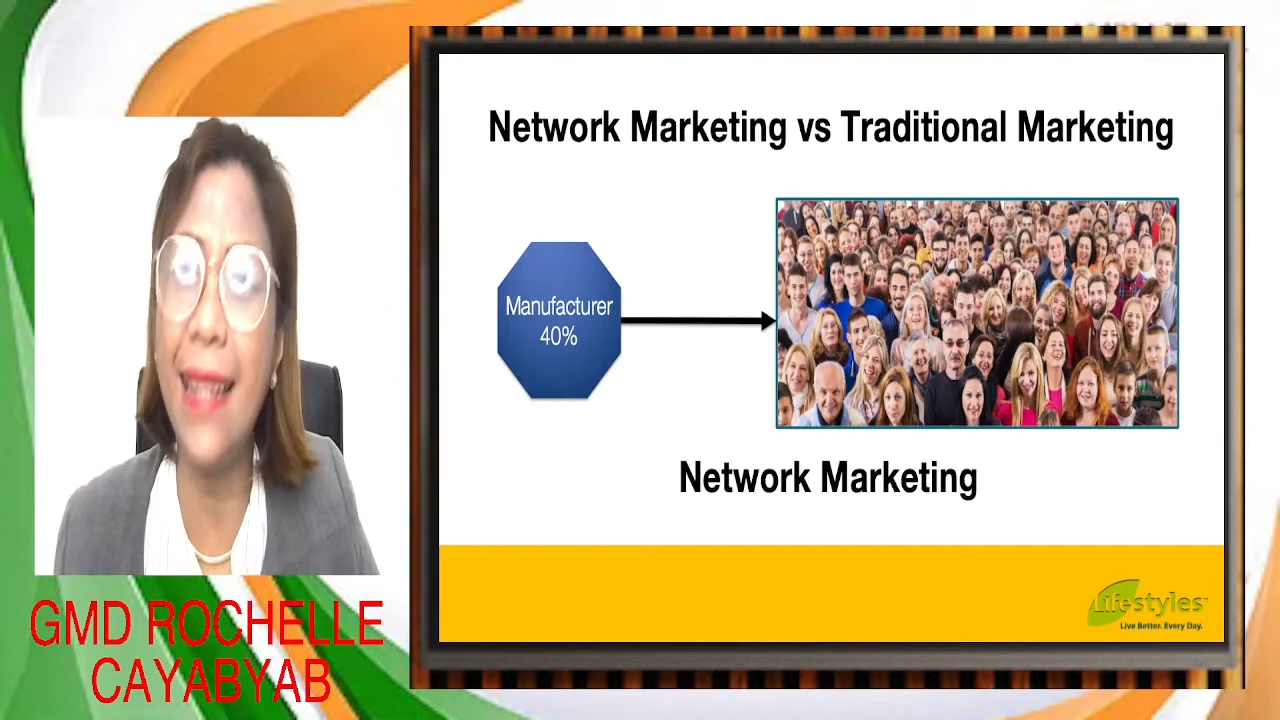 Network Marketing vs Traditional Marketing
Manufacturer
40%
Network Marketing
Lifestyles
Live Better. Every Day.
GMD ROCHELLE
CAYABYAB